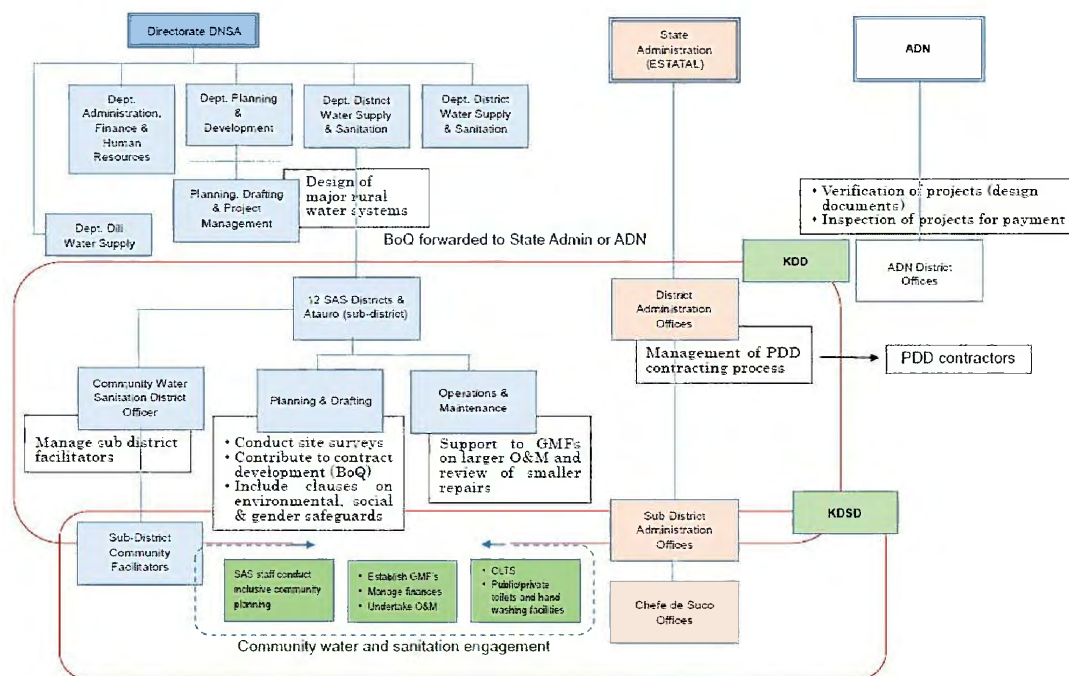 Directorate DNSA
State
Administration
(ESTATAL)
ADN
Dept.
Administration,
Finance &
Human
Resources
Dept. Planning
&
Development
Dept. District
Water Supply
& Sanitation
Dept. District
Water Supply
& Sanitation
Planning, Drafting
& Project
Management
Design of
major rural
water systems
• Verification of projects (design
documents)
• Inspection of projects for payment
Dept. Dili
Water Supply
BoQ forwarded to State Admin or ADN
KDD
ADN District
Offices
12 SAS Districts &
Atauro (sub-district)
District
Administration
Offices
Management of PDD
contracting process
PDD contractors
Community Water
Sanitation District
Officer
Planning & Drafting
Operations &
Maintenance
Manage sub district
facilitators
• Conduct site surveys
• Contribute to contract
development (BoQ)
• Include clauses on
environmental, social
& gender safeguards
Support to GMFs
on larger O&M and
review of smaller
repairs
KDSD
Sub-District
Community
Facilitators
Sub-District
Administration
Offices
SAS staff conduct
inclusive community
planning
• Establish GMF's
• Manage finances
• Undertake O&M
• CLTS
• Public/private
toilets and hand
washing facilities
Chefe de Suco
Offices
Community water and sanitation engagement